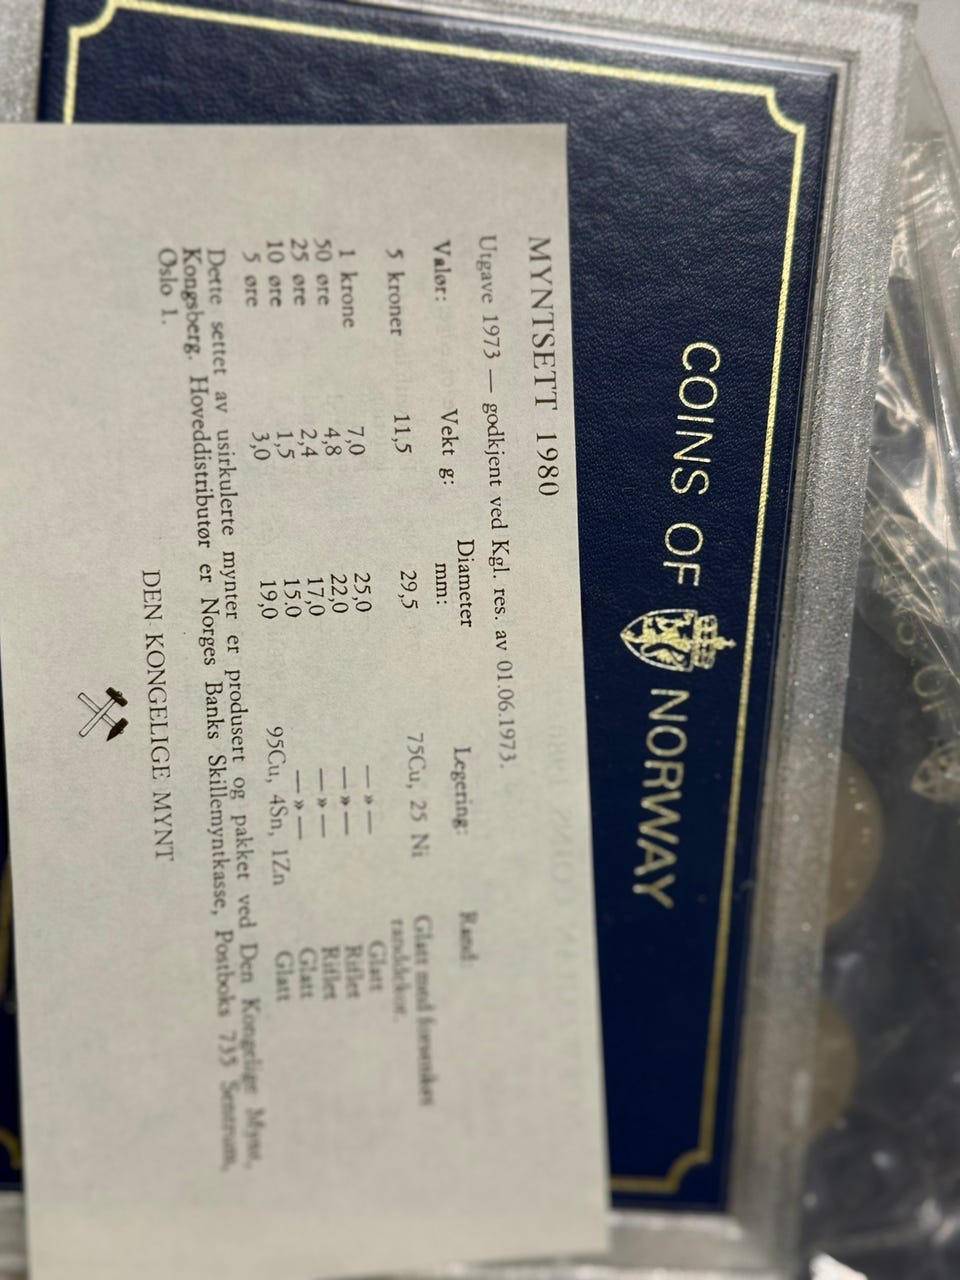 COINS OF NORWAY
MYNTSETT 1980
Utgave 1973 — godkjent ved Kgl. res. av 01.06.1973.
Valør: Vekt g: Diameter mm: Legering: Rand:
5 kroner 11,5 29,5 75Cu, 25 Ni Glatt med forsenket
randdekor.
1 krone 7,0 25,0 —»— Glatt
50 øre 4,8 22,0 —»— Riflet
25 øre 2,4 17,0 —»— Riflet
10 øre 1,5 15.0 —»— Glatt
5 øre 3,0 19,0 95Cu, 4Sn, 1Zn Glatt
Dette settet av usirkulerte mynter er produsert og pakket ved Den Kongelige Mynt,
Kongsberg. Hoveddistributør er Norges Banks Skillemyntkasse, Postboks 735 Sentrum,
Oslo 1.
DEN KONGELIGE MYNT